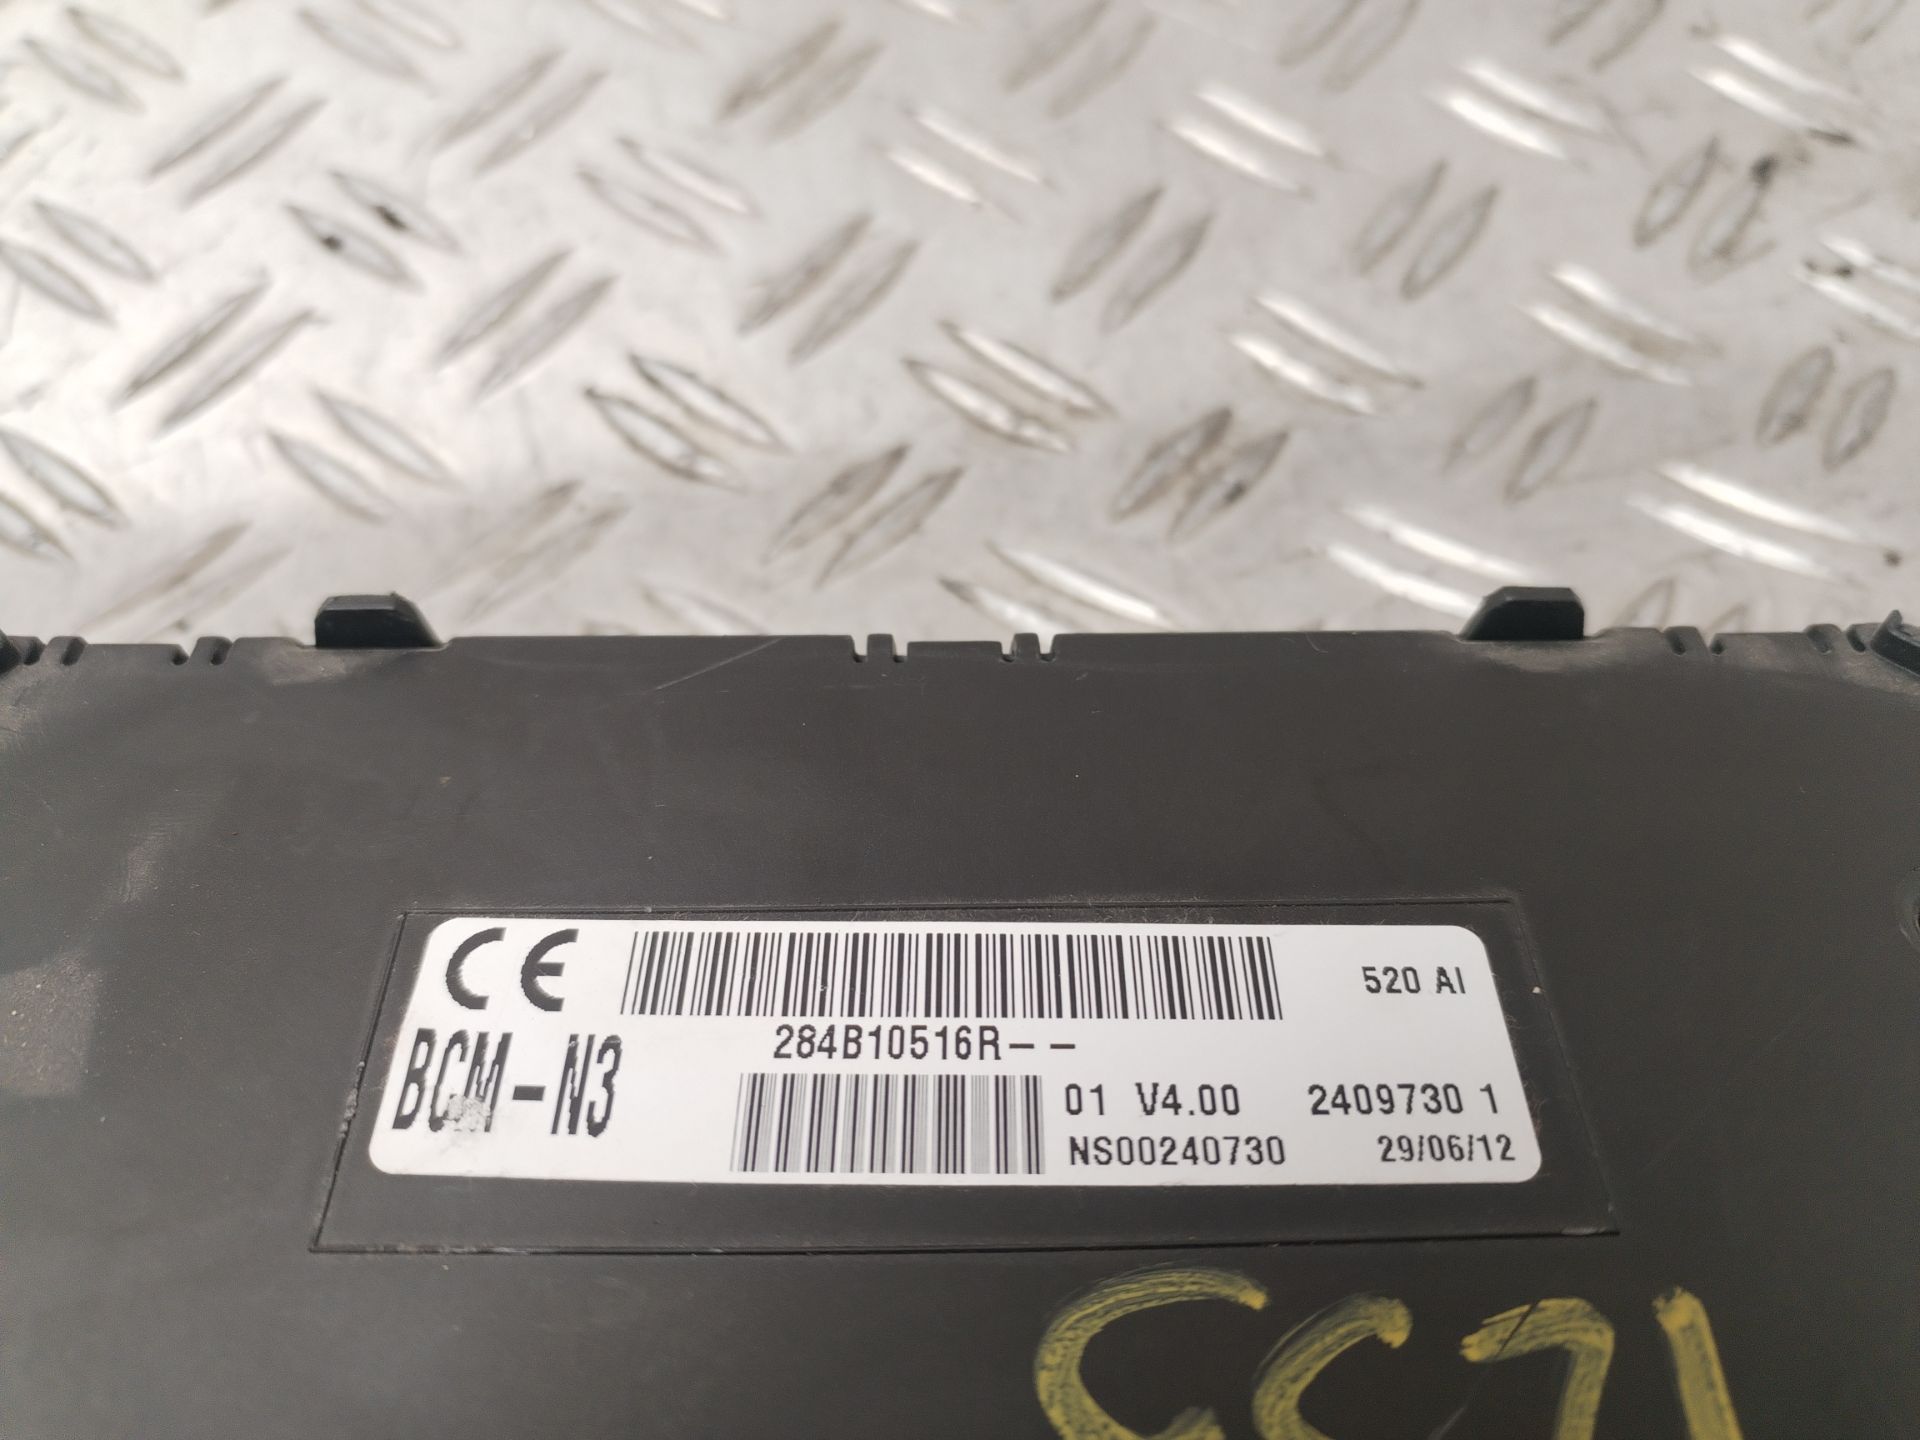 CE
520 AI
284B10516R--
BCM-N3
01 V4.00 2409730 1
NS00240730 29/06/12